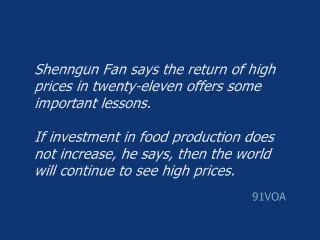 Shenngun Fan says the return of high
prices in twenty-eleven offers some
important lessons.
If investment in food production does
not increase, he says, then the world
will continue to see high prices.
91VOA